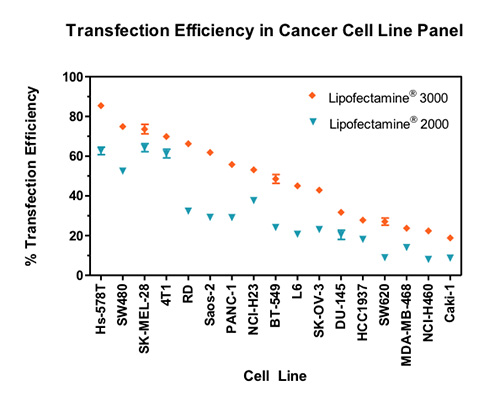 Transfection Efficiency in Cancer Cell Line Panel
% Transfection Efficiency
100
80
60
40
20
0
Lipofectamine® 3000
Lipofectamine® 2000
Hs-578T
SW480
SK-MEL-28
4T1
RD
Saos-2
PANC-1
NCI-H23
BT-549
L6
SK-OV-3
DU-145
HCC1937
SW620
MDA-MB-468
NCI-H460
Caki-1
Cell Line